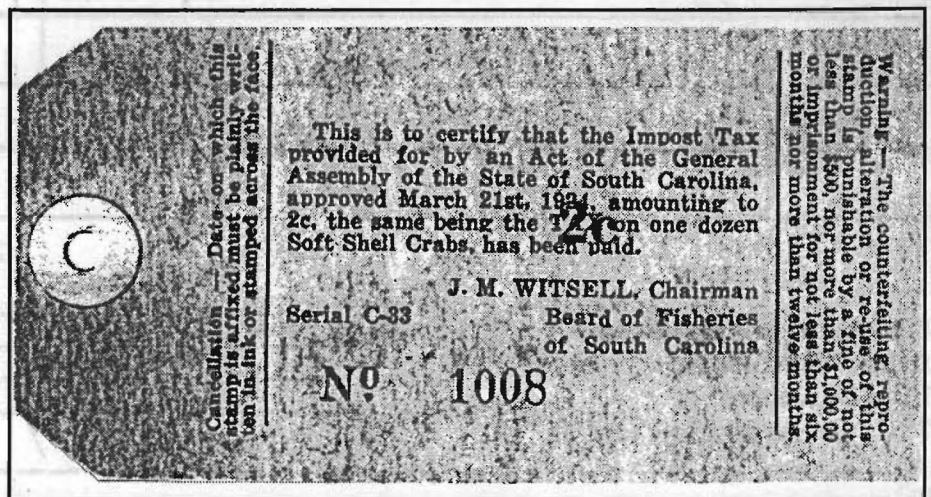 Cancellation — Date on which this
stamp is affixed must be plainly writ-
ten in ink or stamped across the face.
This is to certify that the Impost Tax
provided for by an Act of the General
Assembly of the State of South Carolina,
approved March 21st, 1924, amounting to
2c, the same being the on one dozen
Soft Shell Crabs, has been paid.
2c
J. M. WITSELL, Chairman
Serial C-33 Board of Fisheries
of South Carolina
Nº 1008
Warning.—The counterfeiting, repro-
duction, alteration or re-use of this
stamp is punishable by a fine of not
less than $500, nor more than $1,000,00
or imprisonment for not less than six
months nor more than twelve months.